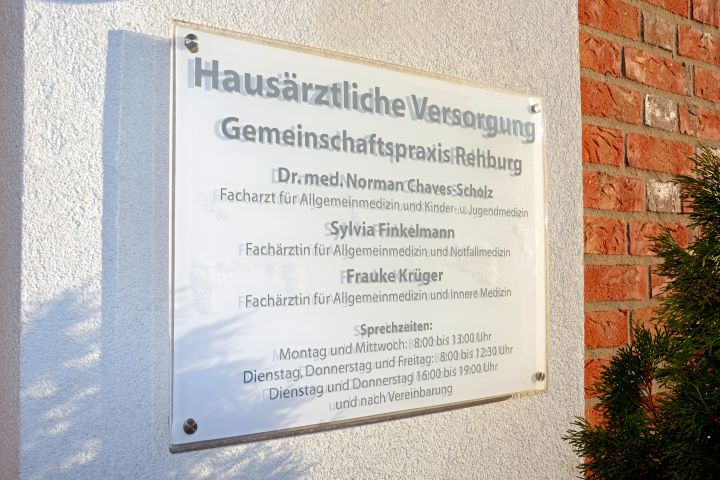 Hausärztliche Versorgung
Gemeinschaftspraxis Rehburg
Dr. med. Norman Chaves-Scholz
Facharzt für Allgemeinmedizin und Kinder- u. Jugendmedizin
Sylvia Finkelmann
Fachärztin für Allgemeinmedizin und Notfallmedizin
Frauke Krüger
Fachärztin für Allgemeinmedizin und Innere Medizin
Sprechzeiten:
Montag und Mittwoch: 8:00 bis 13:00 Uhr
Dienstag, Donnerstag und Freitag: 8:00 bis 12:30 Uhr
Dienstag und Donnerstag 16:00 bis 19:00 Uhr
und nach Vereinbarung